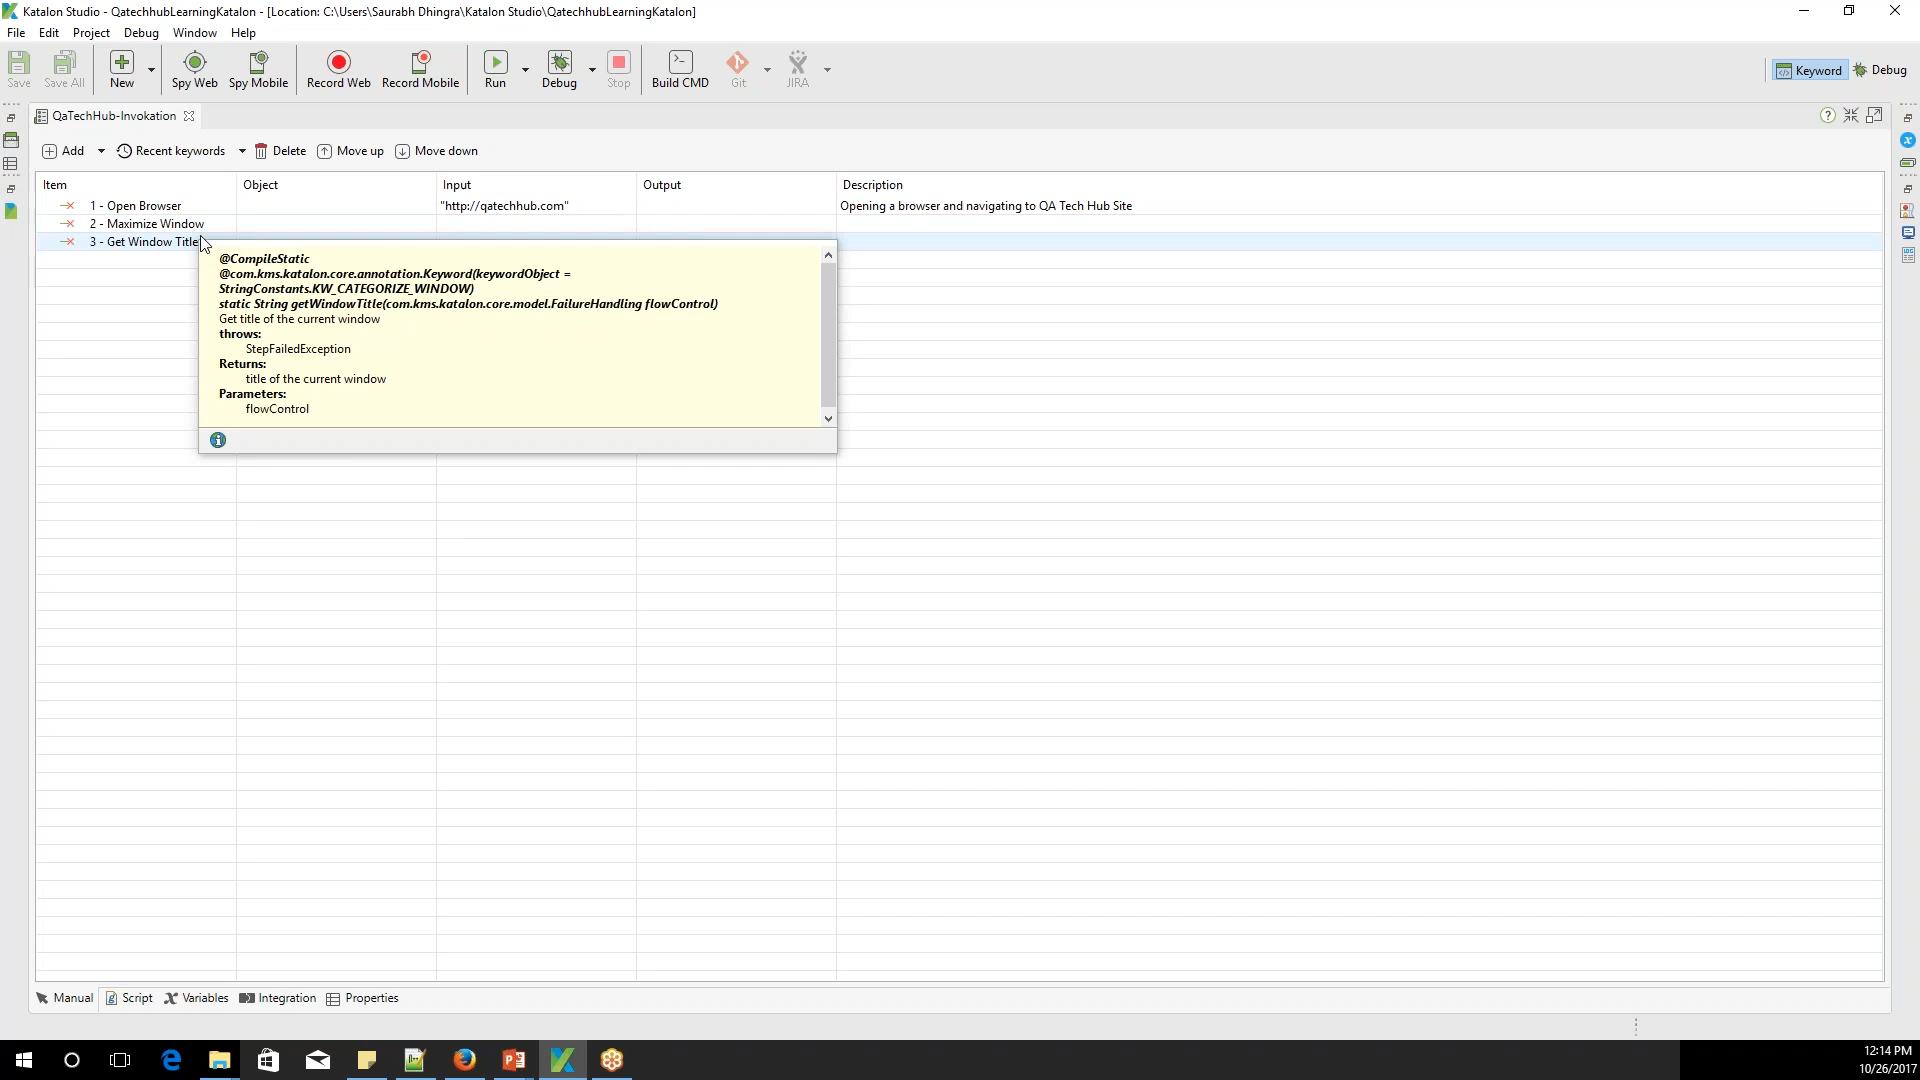 Katalon Studio - QatechhubLearningKatalon - [Location: C:\Users\Saurabh Dhingra\Katalon Studio\QatechhubLearningKatalon]
File Edit Project Debug Window Help
Save Save All New Spy Web Spy Mobile Record Web Record Mobile Run Debug Stop Build CMD Git JIRA Keyword Debug
QaTechHub-Invokation
Add Recent keywords Delete Move up Move down
Item Object Input Output Description
1 - Open Browser "http://qatechhub.com" Opening a browser and navigating to QA Tech Hub Site
2 - Maximize Window
3 - Get Window Title
@CompileStatic
@com.kms.katalon.core.annotation.Keyword(keywordObject =
StringConstants.KW_CATEGORIZE_WINDOW)
static String getWindowTitle(com.kms.katalon.core.model.FailureHandling flowControl)
Get title of the current window
throws:
StepFailedException
Returns:
title of the current window
Parameters:
flowControl
Manual Script Variables Integration Properties
12:14 PM
10/26/2017